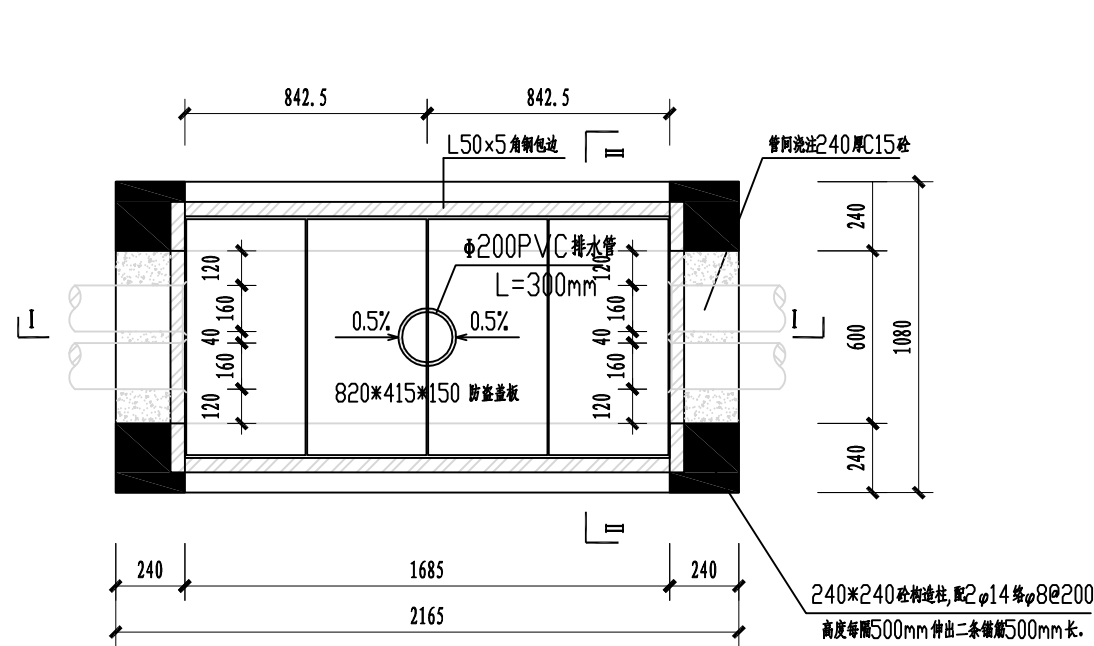 842.5
842.5
L50×5角钢包边
II
管间浇注240厚C15砼
Φ200PVC排水管
L=300mm
120
160
40
160
120
120
160
40
160
120
0.5%
0.5%
I
I
820*415*150 防盗盖板
240
600
240
1080
II
240
1685
240
2165
240*240砼构造柱,配2φ14络φ8@200
高度每隔500mm伸出二条锚筋500mm长.